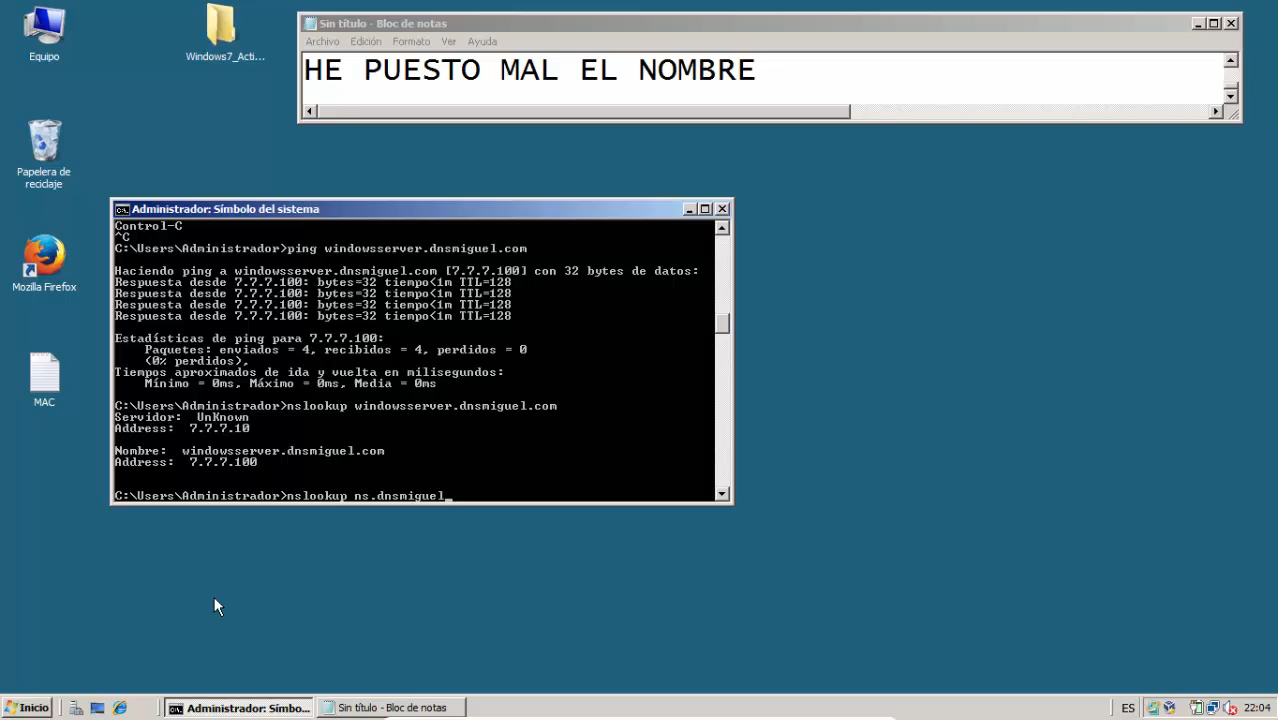 Equipo
Windows7_Acti...
Sin título - Bloc de notas
Archivo Edición Formato Ver Ayuda
HE PUESTO MAL EL NOMBRE
Papelera de
reciclaje
Mozilla Firefox
MAC
Administrador: Símbolo del sistema
Control-C
^C
C:\Users\Administrador>ping windowsserver.dnsmiguel.com
Haciendo ping a windowsserver.dnsmiguel.com [7.7.7.100] con 32 bytes de datos:
Respuesta desde 7.7.7.100: bytes=32 tiempo<1m TTL=128
Respuesta desde 7.7.7.100: bytes=32 tiempo<1m TTL=128
Respuesta desde 7.7.7.100: bytes=32 tiempo<1m TTL=128
Respuesta desde 7.7.7.100: bytes=32 tiempo<1m TTL=128
Estadísticas de ping para 7.7.7.100:
Paquetes: enviados = 4, recibidos = 4, perdidos = 0
(0% perdidos),
Tiempos aproximados de ida y vuelta en milisegundos:
Mínimo = 0ms, Máximo = 0ms, Media = 0ms
C:\Users\Administrador>nslookup windowsserver.dnsmiguel.com
Servidor: UnKnown
Address: 7.7.7.10
Nombre: windowsserver.dnsmiguel.com
Address: 7.7.7.100
C:\Users\Administrador>nslookup ns.dnsmiguel_
Inicio
Administrador: Símbo...
Sin título - Bloc de notas
ES
22:04